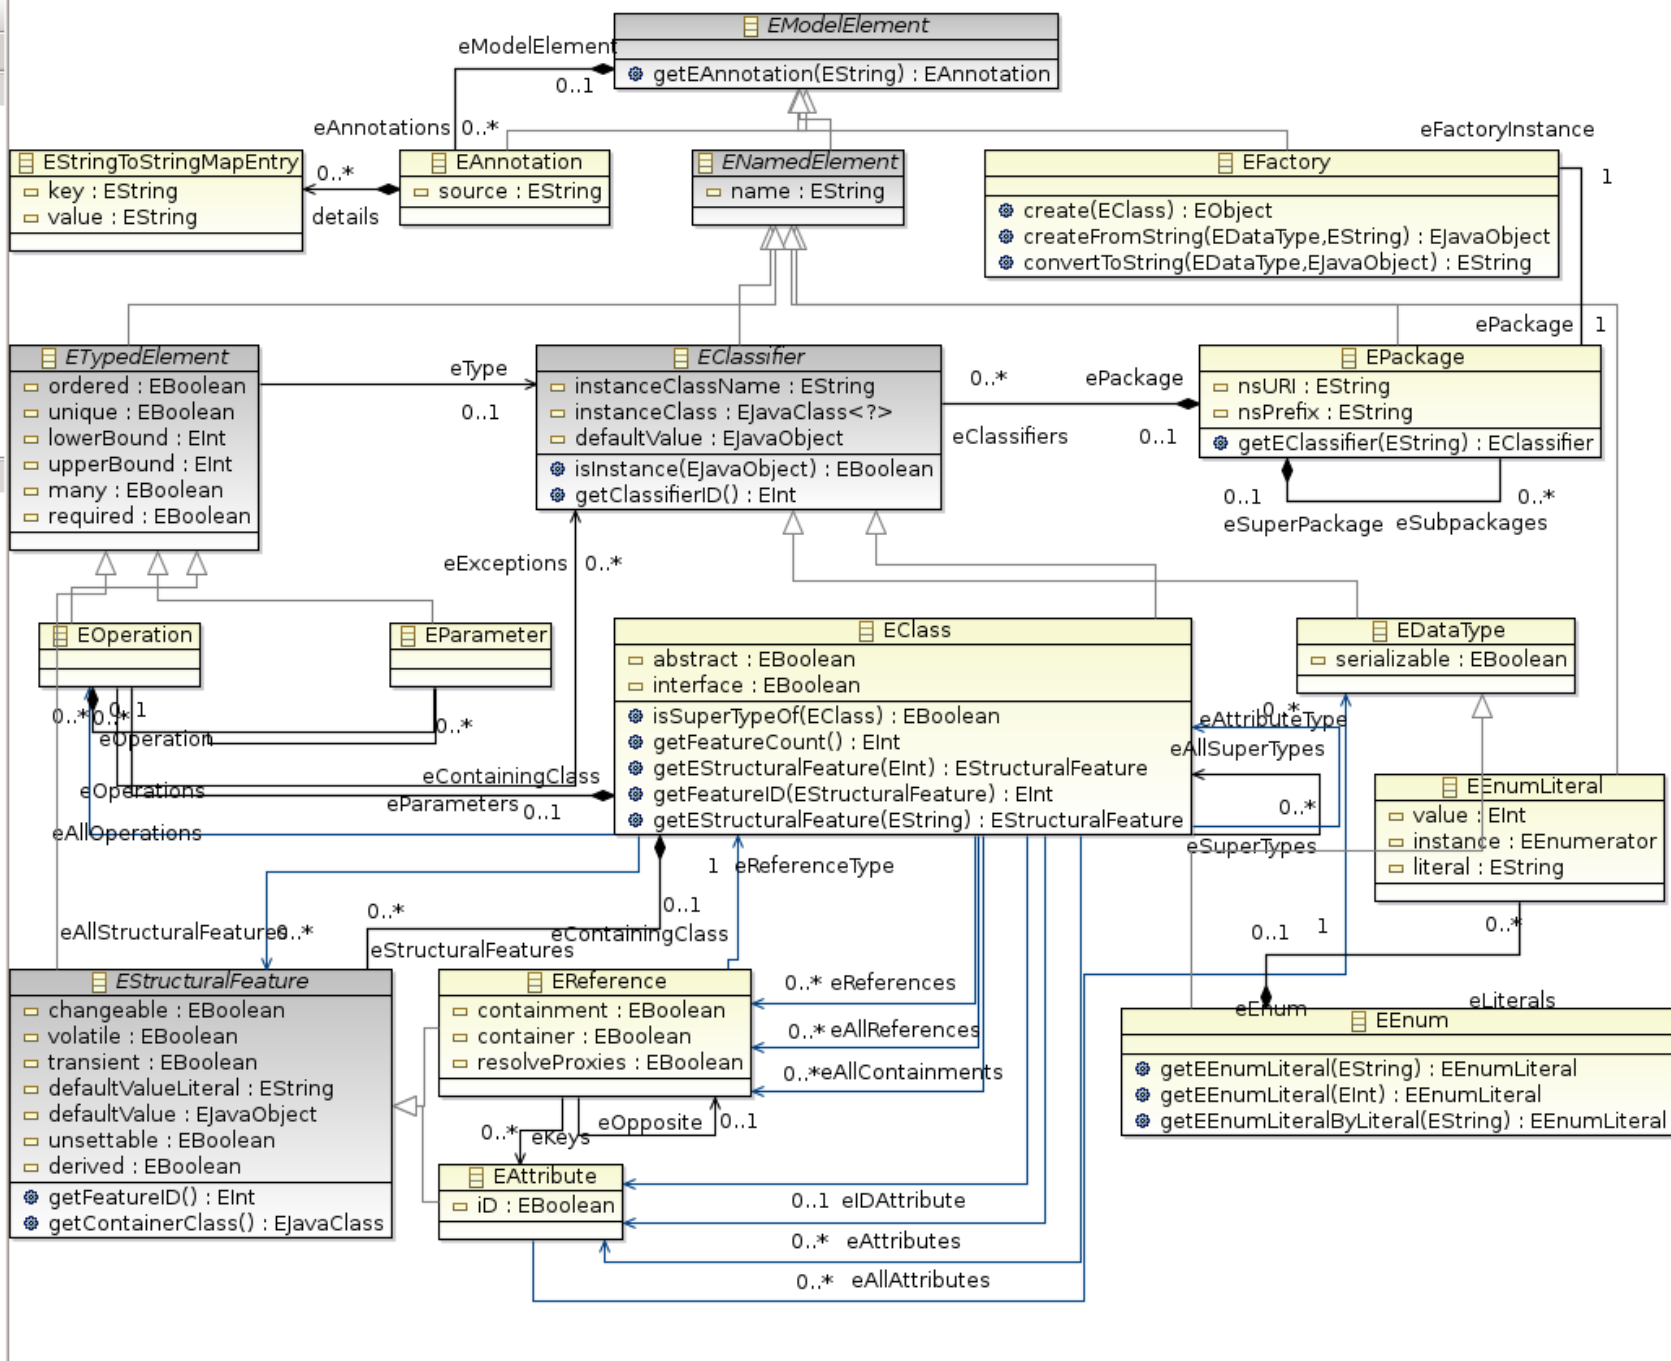 EModelElement
getEAnnotation(EString) : EAnnotation
eModelElement
0..1
eAnnotations
0..*
eFactoryInstance
1
EStringToStringMapEntry
key : EString
value : EString
0..*
details
EAnnotation
source : EString
ENamedElement
name : EString
EFactory
create(EClass) : EObject
createFromString(EDataType,EString) : EJavaObject
convertToString(EDataType,EJavaObject) : EString
ePackage
1
ETypedElement
ordered : EBoolean
unique : EBoolean
lowerBound : EInt
upperBound : EInt
many : EBoolean
required : EBoolean
eType
0..1
EClassifier
instanceClassName : EString
instanceClass : EJavaClass<?>
defaultValue : EJavaObject
isInstance(EJavaObject) : EBoolean
getClassifierID() : EInt
0..*
ePackage
eClassifiers
0..1
EPackage
nsURI : EString
nsPrefix : EString
getEClassifier(EString) : EClassifier
0..1
0..*
eSuperPackage
eSubpackages
eExceptions
0..*
EOperation
EParameter
0..*
0..*
0..1
0..*
eOperation
eOperations
eContainingClass
eParameters
0..1
eAllOperations
EClass
abstract : EBoolean
interface : EBoolean
isSuperTypeOf(EClass) : EBoolean
getFeatureCount() : EInt
getEStructuralFeature(EInt) : EStructuralFeature
getFeatureID(EStructuralFeature) : EInt
getEStructuralFeature(EString) : EStructuralFeature
EDataType
serializable : EBoolean
0..*
eAttributeType
eAllSuperTypes
0..*
eSuperTypes
EEnumLiteral
value : EInt
instance : EEnumerator
literal : EString
1
eReferenceType
0..*
0..1
eAllStructuralFeatures
0..*
eStructuralFeatures
eContainingClass
0..1
1
0..*
eEnum
eLiterals
EStructuralFeature
changeable : EBoolean
volatile : EBoolean
transient : EBoolean
defaultValueLiteral : EString
defaultValue : EJavaObject
unsettable : EBoolean
derived : EBoolean
getFeatureID() : EInt
getContainerClass() : EJavaClass
EReference
containment : EBoolean
container : EBoolean
resolveProxies : EBoolean
0..* eReferences
0..* eAllReferences
0..* eAllContainments
EEnum
getEEnumLiteral(EString) : EEnumLiteral
getEEnumLiteral(EInt) : EEnumLiteral
getEEnumLiteralByLiteral(EString) : EEnumLiteral
0..*
eKeys
eOpposite
0..1
EAttribute
iD : EBoolean
0..1 eIDAttribute
0..* eAttributes
0..* eAllAttributes